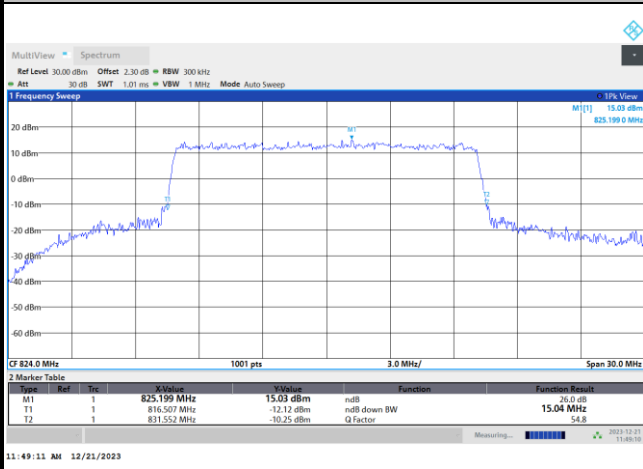 MultiView Spectrum
Ref Level 30.00 dBm Offset 2.30 dB RBW 300 kHz
Att 30 dB SWT 1.01 ms VBW 1 MHz Mode Auto Sweep
1 Frequency Sweep 1Pk View
M1[1] 15.03 dBm
825.199 0 MHz
20 dBm
M1
10 dBm
0 dBm
-10 dBm
T2
-20 dBm
-30 dBm
-40 dBm
-50 dBm
-60 dBm
CF 824.0 MHz 1001 pts 3.0 MHz/ Span 30.0 MHz
2 Marker Table
Type Ref Trc X-Value Y-Value Function Function Result
M1 1 825.199 MHz 15.03 dBm ndB 26.0 dB
T1 1 816.507 MHz -12.12 dBm ndB down BW 15.04 MHz
T2 1 831.552 MHz -10.25 dBm Q Factor 54.8
Measuring... 2023-12-21
11:49:10
11:49:11 AM 12/21/2023